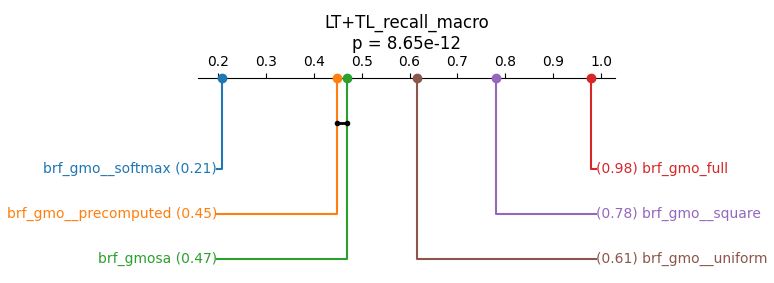 LT+TL_recall_macro
p = 8.65e-12
0.2 0.3 0.4 0.5 0.6 0.7 0.8 0.9 1.0
brf_gmo__softmax (0.21) (0.98) brf_gmo_full
brf_gmo__precomputed (0.45) (0.78) brf_gmo__square
brf_gmosa (0.47) (0.61) brf_gmo__uniform